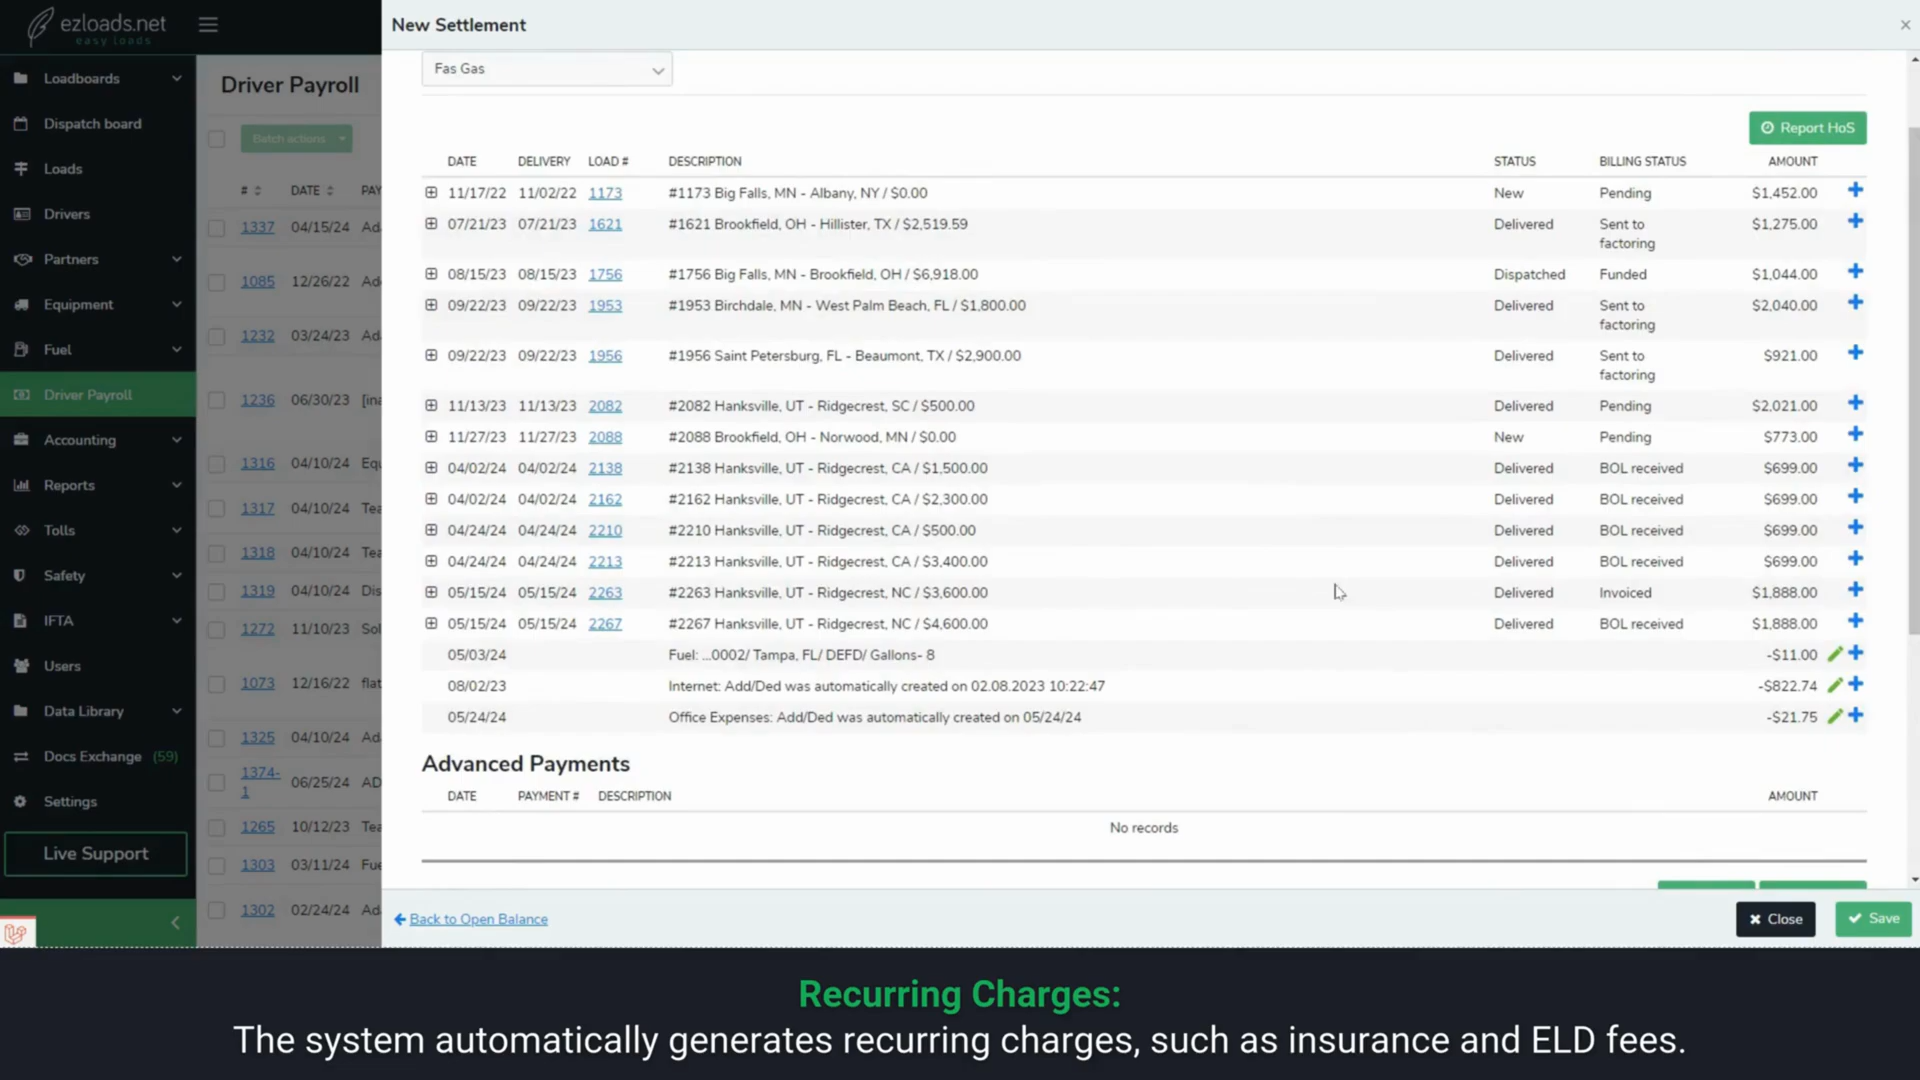 ezloads.net
easy loads
New Settlement
×
Loadboards
Dispatch board
Loads
Drivers
Partners
Equipment
Fuel
Driver Payroll
Accounting
Reports
Tolls
Safety
IFTA
Users
Data Library
Docs Exchange (59)
Settings
Live Support
Driver Payroll
Batch actions
# DATE PAY
1337 04/15/24 Ad
1085 12/26/22 Ad
1232 03/24/23 Ad
1236 06/30/23 [ina
1316 04/10/24 Equ
1317 04/10/24 Tea
1318 04/10/24 Tea
1319 04/10/24 Dis
1272 11/10/23 Sol
1073 12/16/22 flat
1325 04/10/24 Ad
1374-
1 06/25/24 AD
1265 10/12/23 Tea
1303 03/11/24 Fue
1302 02/24/24 Ad
Fas Gas
Report HoS
DATE DELIVERY LOAD # DESCRIPTION STATUS BILLING STATUS AMOUNT
11/17/22 11/02/22 1173 #1173 Big Falls, MN - Albany, NY / $0.00 New Pending $1,452.00
07/21/23 07/21/23 1621 #1621 Brookfield, OH - Hillister, TX / $2,519.59 Delivered Sent to $1,275.00
factoring
08/15/23 08/15/23 1756 #1756 Big Falls, MN - Brookfield, OH / $6,918.00 Dispatched Funded $1,044.00
09/22/23 09/22/23 1953 #1953 Birchdale, MN - West Palm Beach, FL / $1,800.00 Delivered Sent to $2,040.00
factoring
09/22/23 09/22/23 1956 #1956 Saint Petersburg, FL - Beaumont, TX / $2,900.00 Delivered Sent to $921.00
factoring
11/13/23 11/13/23 2082 #2082 Hanksville, UT - Ridgecrest, SC / $500.00 Delivered Pending $2,021.00
11/27/23 11/27/23 2088 #2088 Brookfield, OH - Norwood, MN / $0.00 New Pending $773.00
04/02/24 04/02/24 2138 #2138 Hanksville, UT - Ridgecrest, CA / $1,500.00 Delivered BOL received $699.00
04/02/24 04/02/24 2162 #2162 Hanksville, UT - Ridgecrest, CA / $2,300.00 Delivered BOL received $699.00
04/24/24 04/24/24 2210 #2210 Hanksville, UT - Ridgecrest, CA / $500.00 Delivered BOL received $699.00
04/24/24 04/24/24 2213 #2213 Hanksville, UT - Ridgecrest, CA / $3,400.00 Delivered BOL received $699.00
05/15/24 05/15/24 2263 #2263 Hanksville, UT - Ridgecrest, NC / $3,600.00 Delivered Invoiced $1,888.00
05/15/24 05/15/24 2267 #2267 Hanksville, UT - Ridgecrest, NC / $4,600.00 Delivered BOL received $1,888.00
05/03/24 Fuel: ...0002/ Tampa, FL/ DEFD/ Gallons- 8 -$11.00
08/02/23 Internet: Add/Ded was automatically created on 02.08.2023 10:22:47 -$822.74
05/24/24 Office Expenses: Add/Ded was automatically created on 05/24/24 -$21.75
Advanced Payments
DATE PAYMENT # DESCRIPTION AMOUNT
No records
Back to Open Balance
Close
Save
Recurring Charges:
The system automatically generates recurring charges, such as insurance and ELD fees.